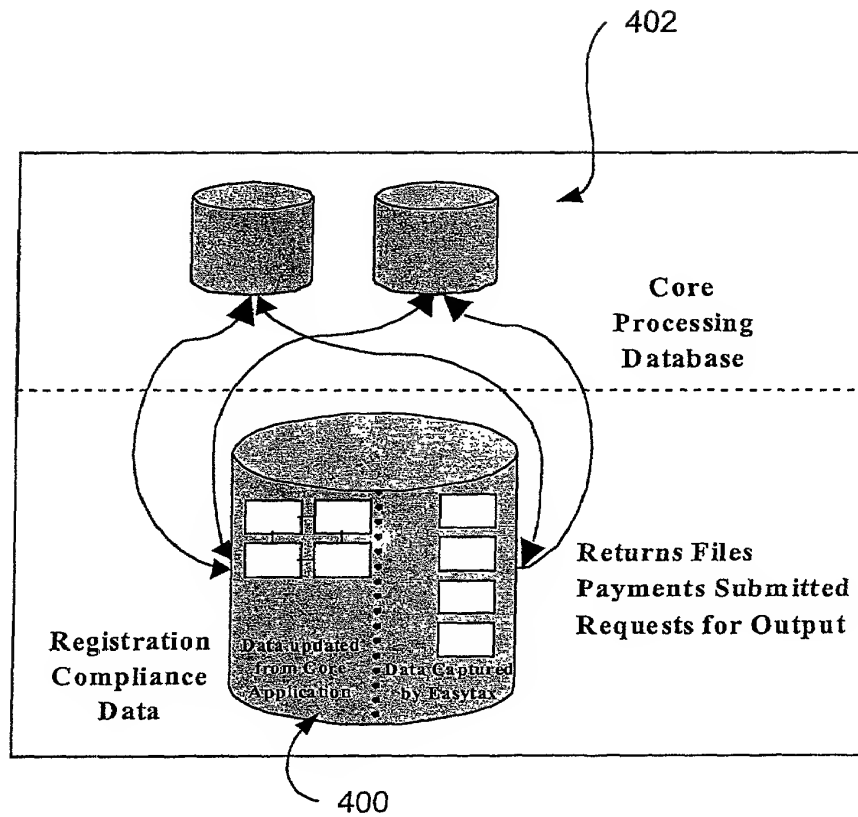 402
Core
Processing
Database
Returns Files
Payments Submitted
Requests for Output
Registration
Compliance
Data
Data updated
from Core
Application
Data Captured
by Easytax
400